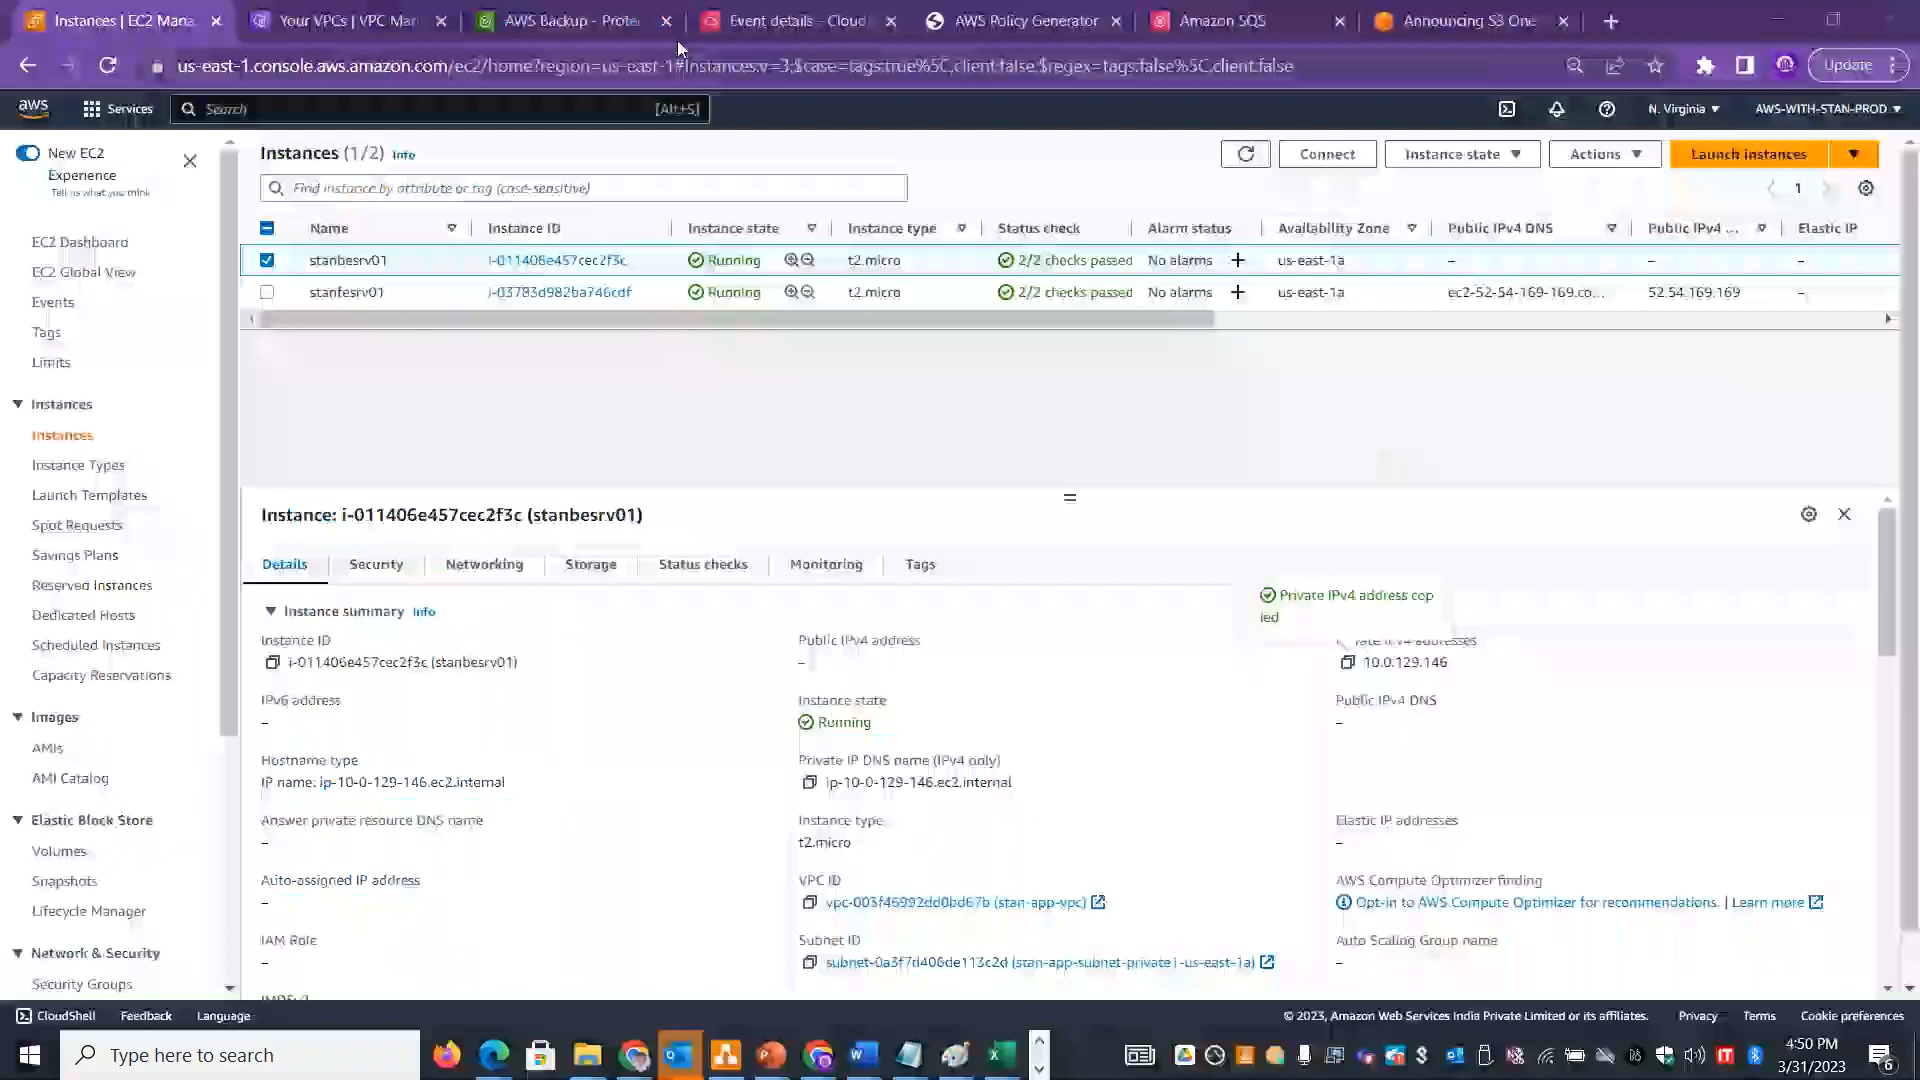 Instances | EC2 Mana
Your VPCs | VPC Mar
AWS Backup - Prote
Event details - Cloud
AWS Policy Generator
Amazon SQS
Announcing S3 One
us-east-1.console.aws.amazon.com/ec2/home?region=us-east-1#Instances:v=3;$case=tags:true%5C,client:false;$regex=tags:false%5C,client:false
Update
aws
Services
Search
[Alt+S]
N. Virginia
AWS-WITH-STAN-PROD
New EC2
Experience
Tell us what you think
EC2 Dashboard
EC2 Global View
Events
Tags
Limits
Instances
Instances
Instance Types
Launch Templates
Spot Requests
Savings Plans
Reserved Instances
Dedicated Hosts
Scheduled Instances
Capacity Reservations
Images
AMIs
AMI Catalog
Elastic Block Store
Volumes
Snapshots
Lifecycle Manager
Network & Security
Security Groups
Instances (1/2) Info
Connect
Instance state
Actions
Launch instances
Find instance by attribute or tag (case-sensitive)
1
Name Instance ID Instance state Instance type Status check Alarm status Availability Zone Public IPv4 DNS Public IPv4 ... Elastic IP
stanbesrv01 i-011406e457cec2f3c Running t2.micro 2/2 checks passed No alarms + us-east-1a – – –
stanfesrv01 i-03783d982ba746cdf Running t2.micro 2/2 checks passed No alarms + us-east-1a ec2-52-54-169-169.co... 52.54.169.169 –
Instance: i-011406e457cec2f3c (stanbesrv01)
Details
Security
Networking
Storage
Status checks
Monitoring
Tags
Private IPv4 address cop
ied
Instance summary Info
Instance ID
i-011406e457cec2f3c (stanbesrv01)
Public IPv4 address
–
10.0.129.146
IPv6 address
–
Instance state
Running
Public IPv4 DNS
–
Hostname type
IP name: ip-10-0-129-146.ec2.internal
Private IP DNS name (IPv4 only)
ip-10-0-129-146.ec2.internal
Answer private resource DNS name
–
Instance type
t2.micro
Elastic IP addresses
–
Auto-assigned IP address
–
VPC ID
vpc-003f46992dd0bd67b (stan-app-vpc)
AWS Compute Optimizer finding
Opt-in to AWS Compute Optimizer for recommendations. | Learn more
IAM Role
–
Subnet ID
subnet-0a3f7d406de113c2d (stan-app-subnet-private1-us-east-1a)
Auto Scaling Group name
–
CloudShell
Feedback
Language
© 2023, Amazon Web Services India Private Limited or its affiliates.
Privacy
Terms
Cookie preferences
Type here to search
4:50 PM
3/31/2023
6